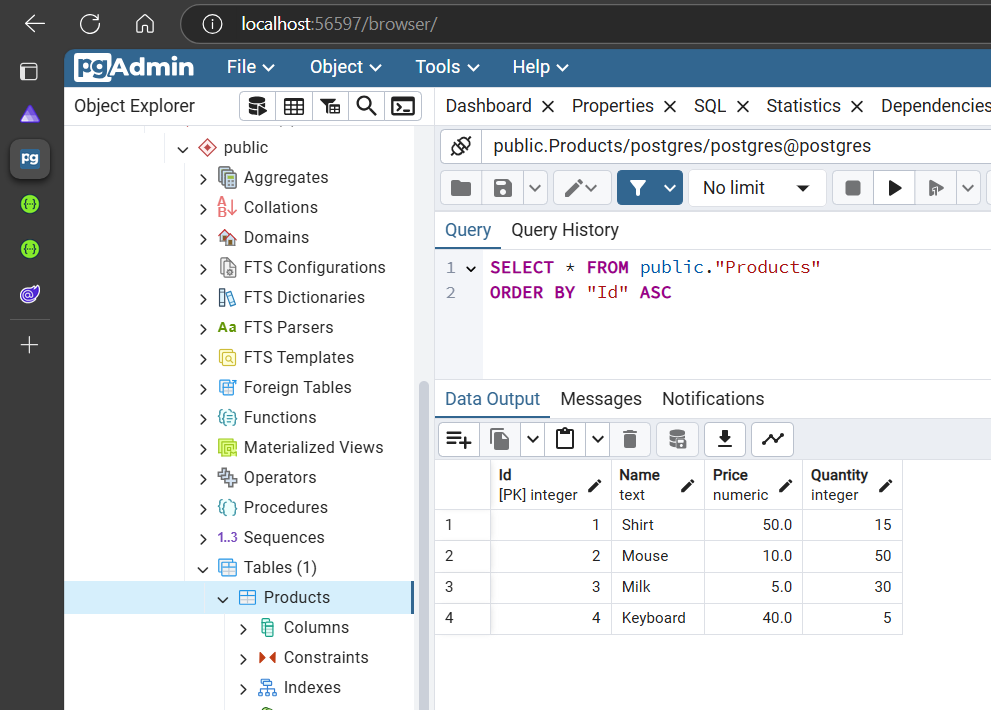 localhost:56597/browser/
pgAdmin File Object Tools Help
Object Explorer
Dashboard Properties SQL Statistics Dependencies
pg
public
Aggregates
Collations
Domains
FTS Configurations
FTS Dictionaries
Aa FTS Parsers
FTS Templates
Foreign Tables
Functions
Materialized Views
Operators
Procedures
1..3 Sequences
Tables (1)
Products
Columns
Constraints
Indexes
public.Products/postgres/postgres@postgres
No limit
Query Query History
1 SELECT * FROM public."Products"
2 ORDER BY "Id" ASC
Data Output Messages Notifications
Id Name Price Quantity
[PK] integer text numeric integer
1 1 Shirt 50.0 15
2 2 Mouse 10.0 50
3 3 Milk 5.0 30
4 4 Keyboard 40.0 5